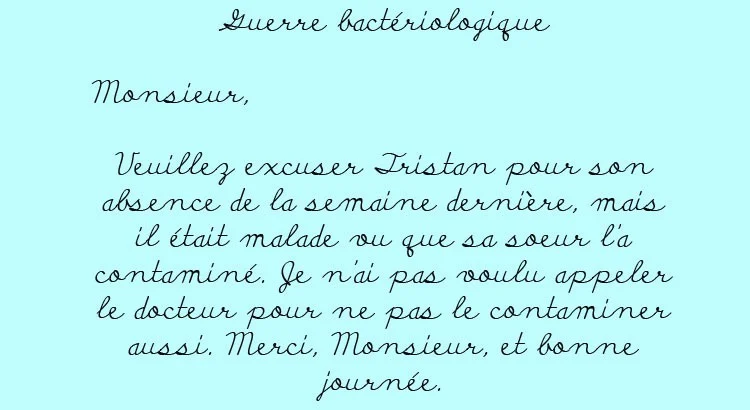 Guerre bactériologique
Monsieur,
Veuillez excuser Tristan pour son
absence de la semaine dernière, mais
il était malade vu que sa soeur l'a
contaminé. Je n'ai pas voulu appeler
le docteur pour ne pas le contaminer
aussi. Merci, Monsieur, et bonne
journée.